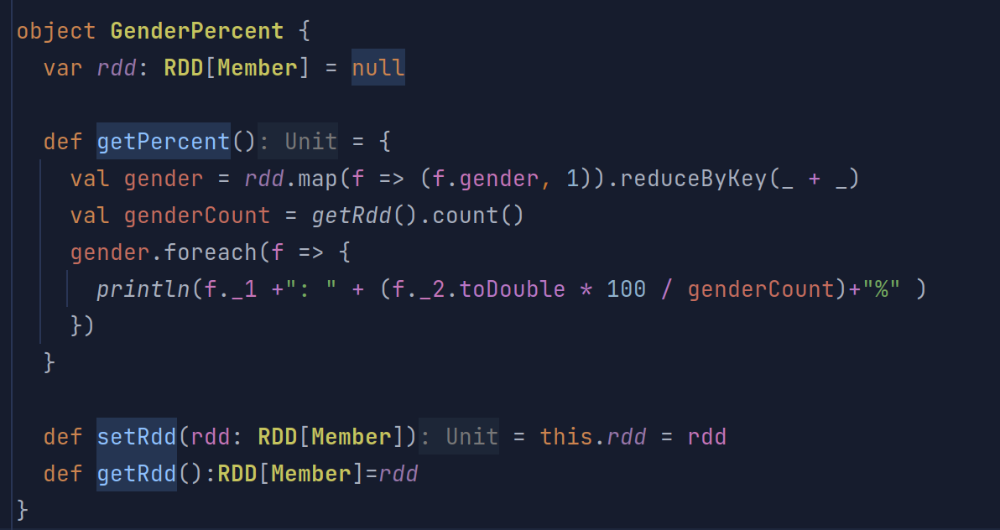 object GenderPercent {
  var rdd: RDD[Member] = null

  def getPercent(): Unit = {
    val gender = rdd.map(f => (f.gender, 1)).reduceByKey(_ + _)
    val genderCount = getRdd().count()
    gender.foreach(f => {
      println(f._1 +": " + (f._2.toDouble * 100 / genderCount)+"%" )
    })
  }

  def setRdd(rdd: RDD[Member]): Unit = this.rdd = rdd
  def getRdd():RDD[Member]=rdd
}